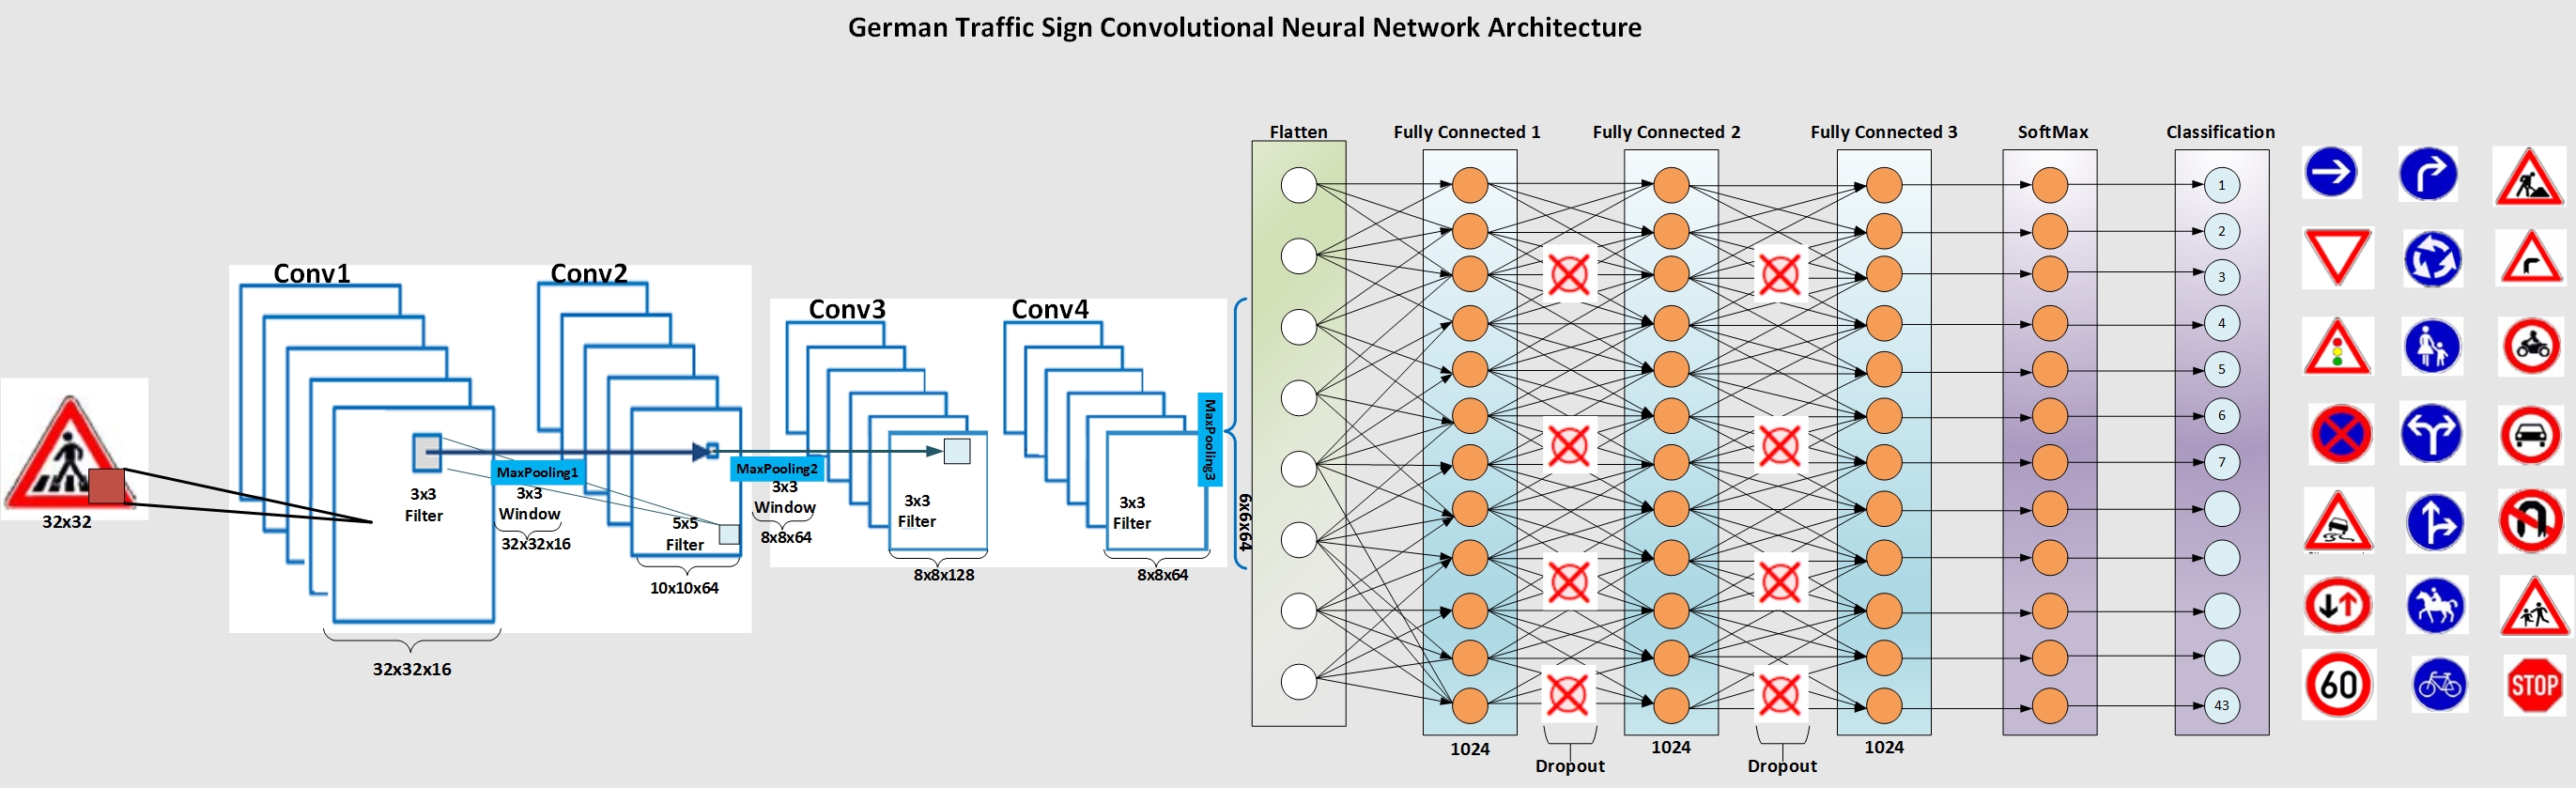 German Traffic Sign Convolutional Neural Network Architecture
32x32
Conv1
3x3
Filter
32x32x16
MaxPooling1
3x3
Window
32x32x16
Conv2
5x5
Filter
10x10x64
MaxPooling2
3x3
Window
8x8x64
Conv3
3x3
Filter
8x8x128
Conv4
3x3
Filter
8x8x64
MaxPooling3
6x6x64
Flatten
Fully Connected 1
1024
Dropout
Fully Connected 2
1024
Dropout
Fully Connected 3
1024
SoftMax
Classification
1
2
3
4
5
6
7
43
60
STOP